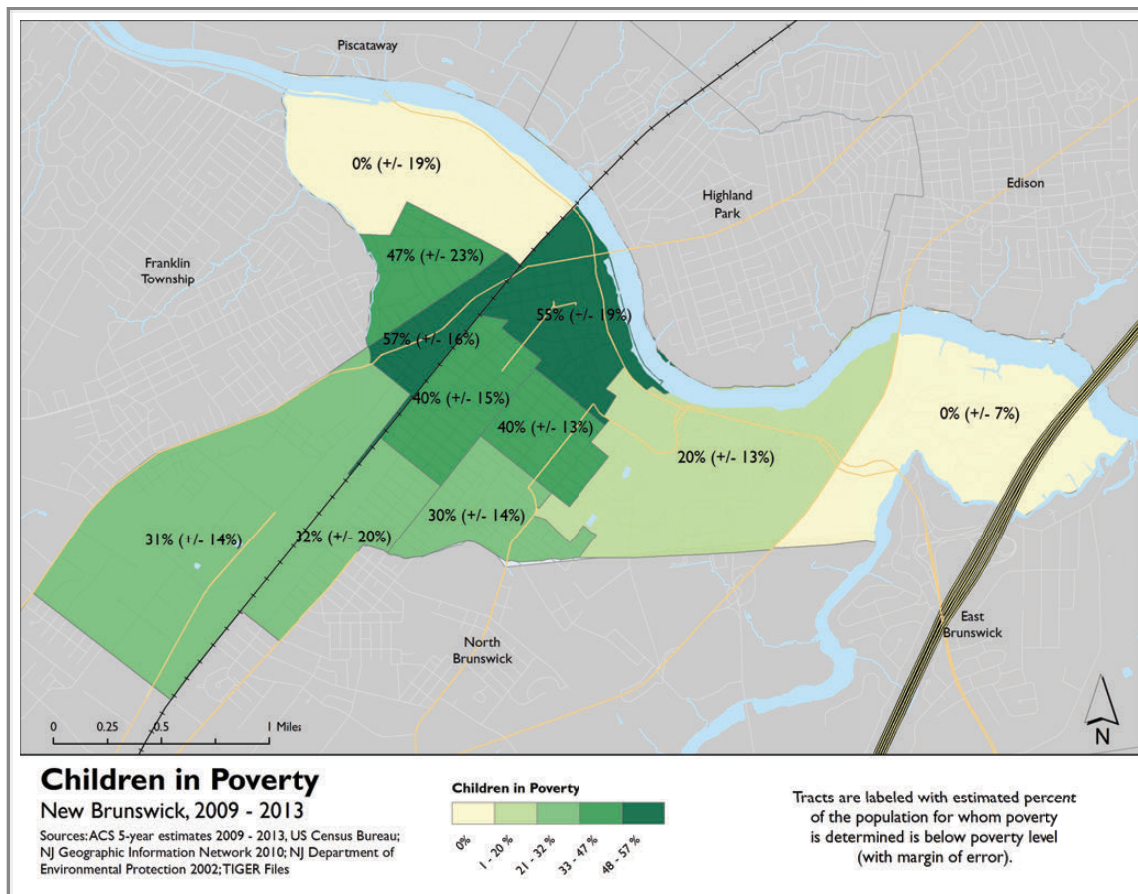 Piscataway
0% (+/- 19%)
Highland
Park
Edison
Franklin
Township
47% (+/- 23%)
55% (+/- 19%)
57% (+/- 16%)
40% (+/- 15%)
40% (+/- 13%)
0% (+/- 7%)
20% (+/- 13%)
30% (+/- 14%)
31% (+/- 14%)
32% (+/- 20%)
North
Brunswick
East
Brunswick
0 0.25 0.5 1 Miles
N
Children in Poverty
New Brunswick, 2009 - 2013
Sources: ACS 5-year estimates 2009 - 2013, US Census Bureau;
NJ Geographic Information Network 2010; NJ Department of
Environmental Protection 2002; TIGER Files
Children in Poverty
0%
1 - 20 %
21 - 32 %
33 - 47 %
48 - 57 %
Tracts are labeled with estimated percent
of the population for whom poverty
is determined is below poverty level
(with margin of error).